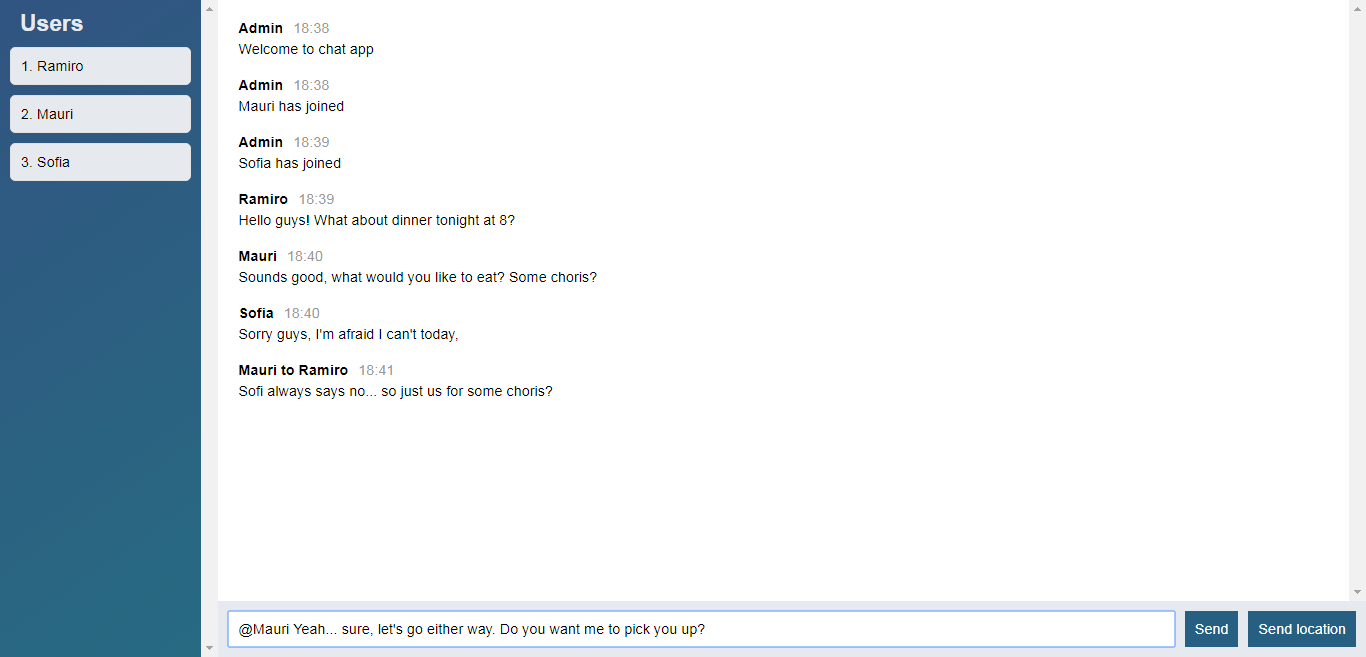 Users
1. Ramiro
2. Mauri
3. Sofia
Admin 18:38
Welcome to chat app
Admin 18:38
Mauri has joined
Admin 18:39
Sofia has joined
Ramiro 18:39
Hello guys! What about dinner tonight at 8?
Mauri 18:40
Sounds good, what would you like to eat? Some choris?
Sofia 18:40
Sorry guys, I'm afraid I can't today,
Mauri to Ramiro 18:41
Sofi always says no... so just us for some choris?
@Mauri Yeah... sure, let's go either way. Do you want me to pick you up?
Send
Send location